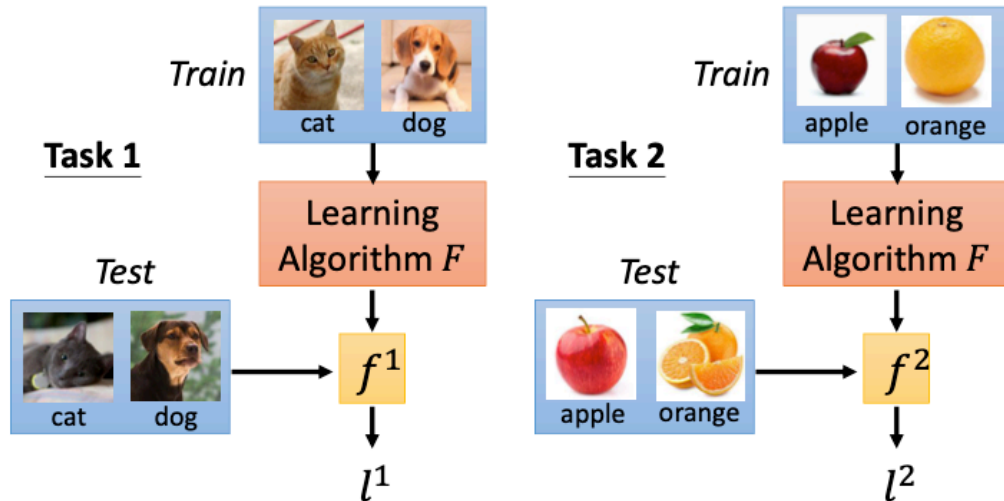 Train
cat dog
Task 1
Learning
Algorithm F
Test
cat dog
f¹
l¹
Train
apple orange
Task 2
Learning
Algorithm F
Test
apple orange
f²
l²